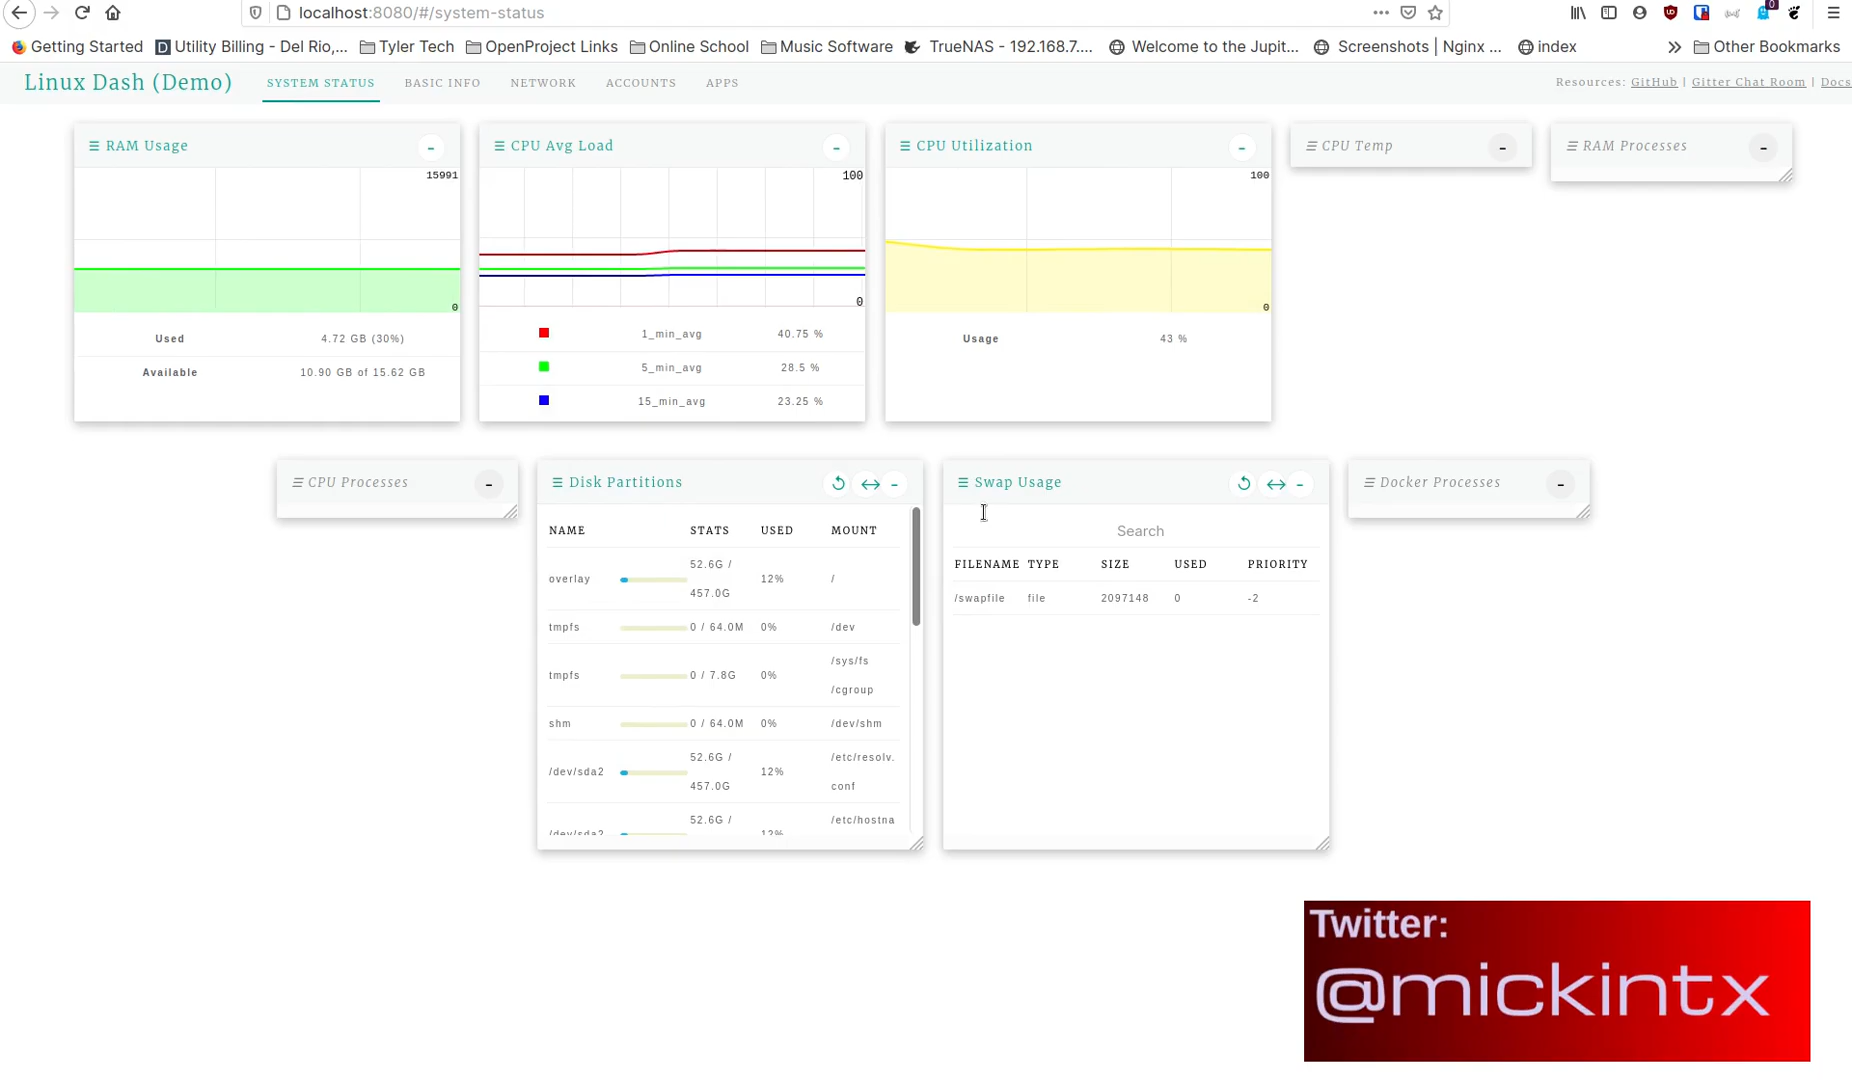 localhost:8080/#/system-status
0
Getting Started
Utility Billing - Del Rio,...
Tyler Tech
OpenProject Links
Online School
Music Software
TrueNAS - 192.168.7....
Welcome to the Jupit...
Screenshots | Nginx ...
index
Other Bookmarks
Linux Dash (Demo)
SYSTEM STATUS
BASIC INFO
NETWORK
ACCOUNTS
APPS
Resources: GitHub | Gitter Chat Room | Docs
RAM Usage
-
15991
0
Used 4.72 GB (30%)
Available 10.90 GB of 15.62 GB
CPU Avg Load
-
100
0
1_min_avg 40.75 %
5_min_avg 28.5 %
15_min_avg 23.25 %
CPU Utilization
-
100
0
Usage 43 %
CPU Temp
-
RAM Processes
-
CPU Processes
-
Disk Partitions
-
NAME STATS USED MOUNT
overlay 52.6G / 457.0G 12% /
tmpfs 0 / 64.0M 0% /dev
tmpfs 0 / 7.8G 0% /sys/fs/cgroup
shm 0 / 64.0M 0% /dev/shm
/dev/sda2 52.6G / 457.0G 12% /etc/resolv.conf
/dev/sda2 52.6G / 12% /etc/hostna
Swap Usage
-
Search
FILENAME TYPE SIZE USED PRIORITY
/swapfile file 2097148 0 -2
Docker Processes
-
Twitter:
@mickintx